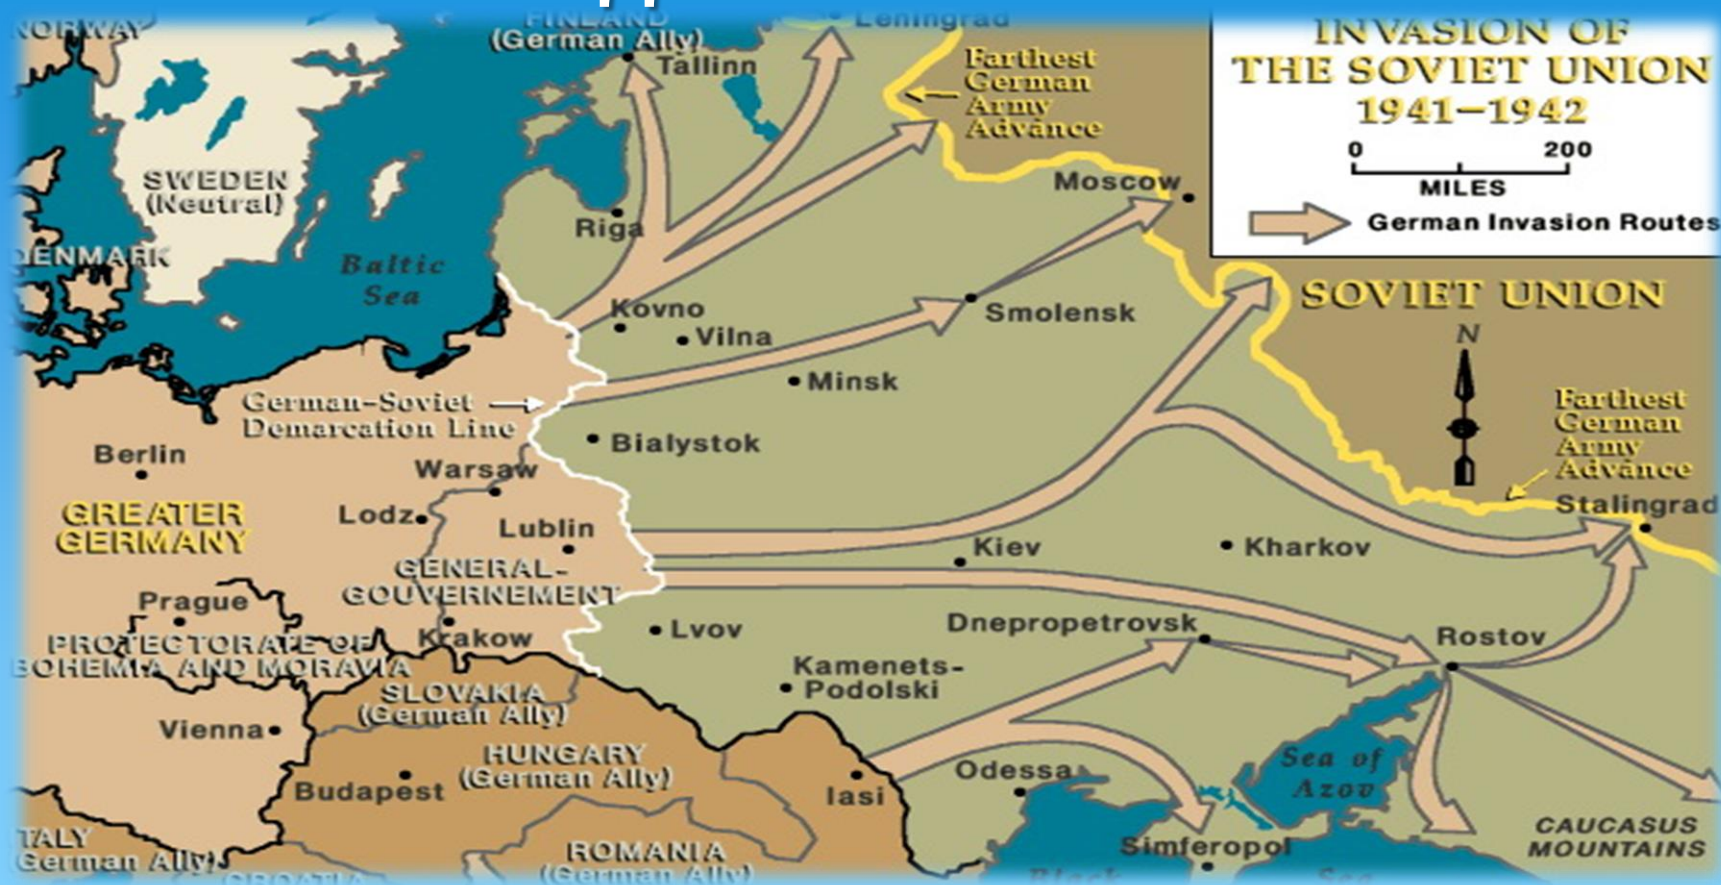 NORWAY
FINLAND
(German Ally)
Leningrad
Tallinn
Farthest
German
Army
Advance
INVASION OF
THE SOVIET UNION
1941–1942
0 200
MILES
German Invasion Routes
SWEDEN
(Neutral)
Moscow
Riga
DENMARK
Baltic
Sea
Kovno
Vilna
Smolensk
SOVIET UNION
N
Minsk
German-Soviet
Demarcation Line
Bialystok
Farthest
German
Army
Advance
Berlin
Warsaw
Stalingrad
GREATER
GERMANY
Lodz
Lublin
Kiev
Kharkov
GENERAL-
GOUVERNEMENT
Prague
Krakow
Lvov
Dnepropetrovsk
Rostov
PROTECTORATE OF
BOHEMIA AND MORAVIA
Kamenets-
Podolski
SLOVAKIA
(German Ally)
Vienna
HUNGARY
(German Ally)
Budapest
Iasi
Odessa
Sea of
Azov
ITALY
(German Ally)
ROMANIA
(German Ally)
CROATIA
Simferopol
CAUCASUS
MOUNTAINS
Black
Sea